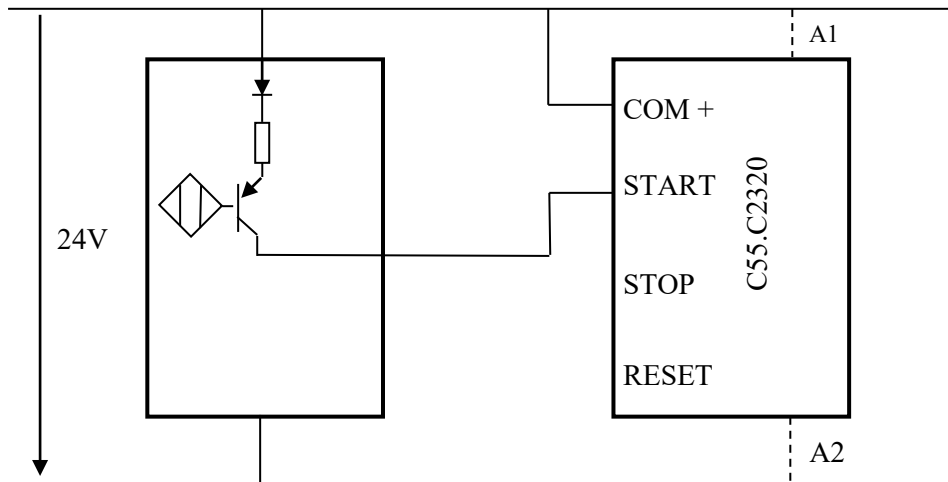 A1
COM +
START
C55.C2320
24V
STOP
RESET
A2